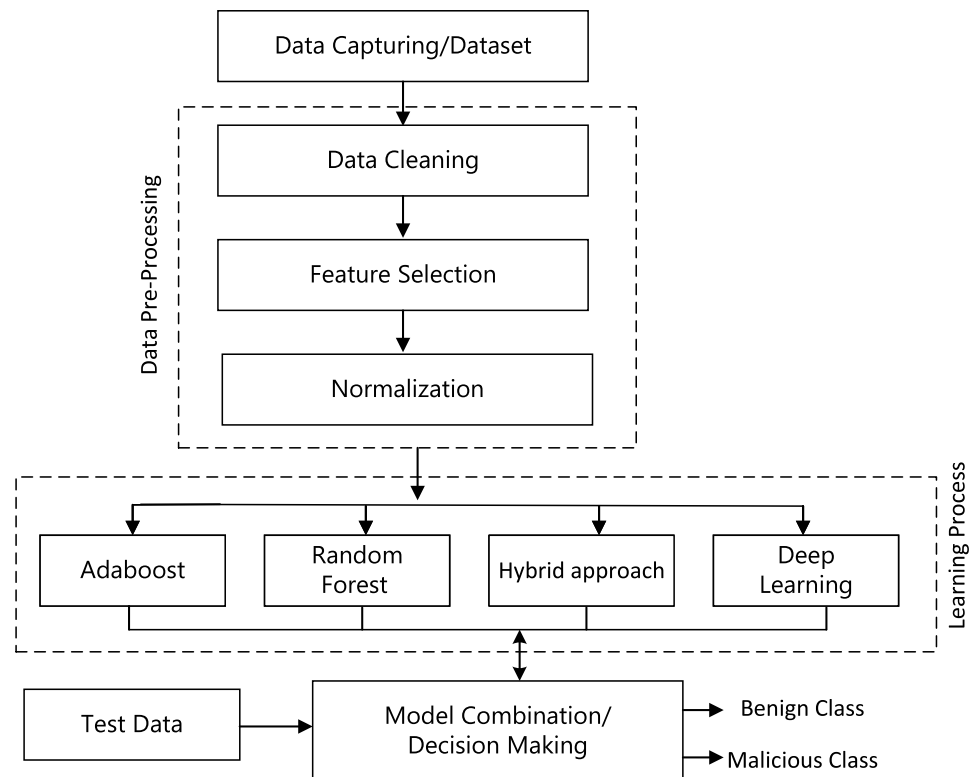 Data Capturing/Dataset
Data Pre-Processing
Data Cleaning
Feature Selection
Normalization
Learning Process
Adaboost
Random
Forest
Hybrid approach
Deep
Learning
Test Data
Model Combination/
Decision Making
Benign Class
Malicious Class